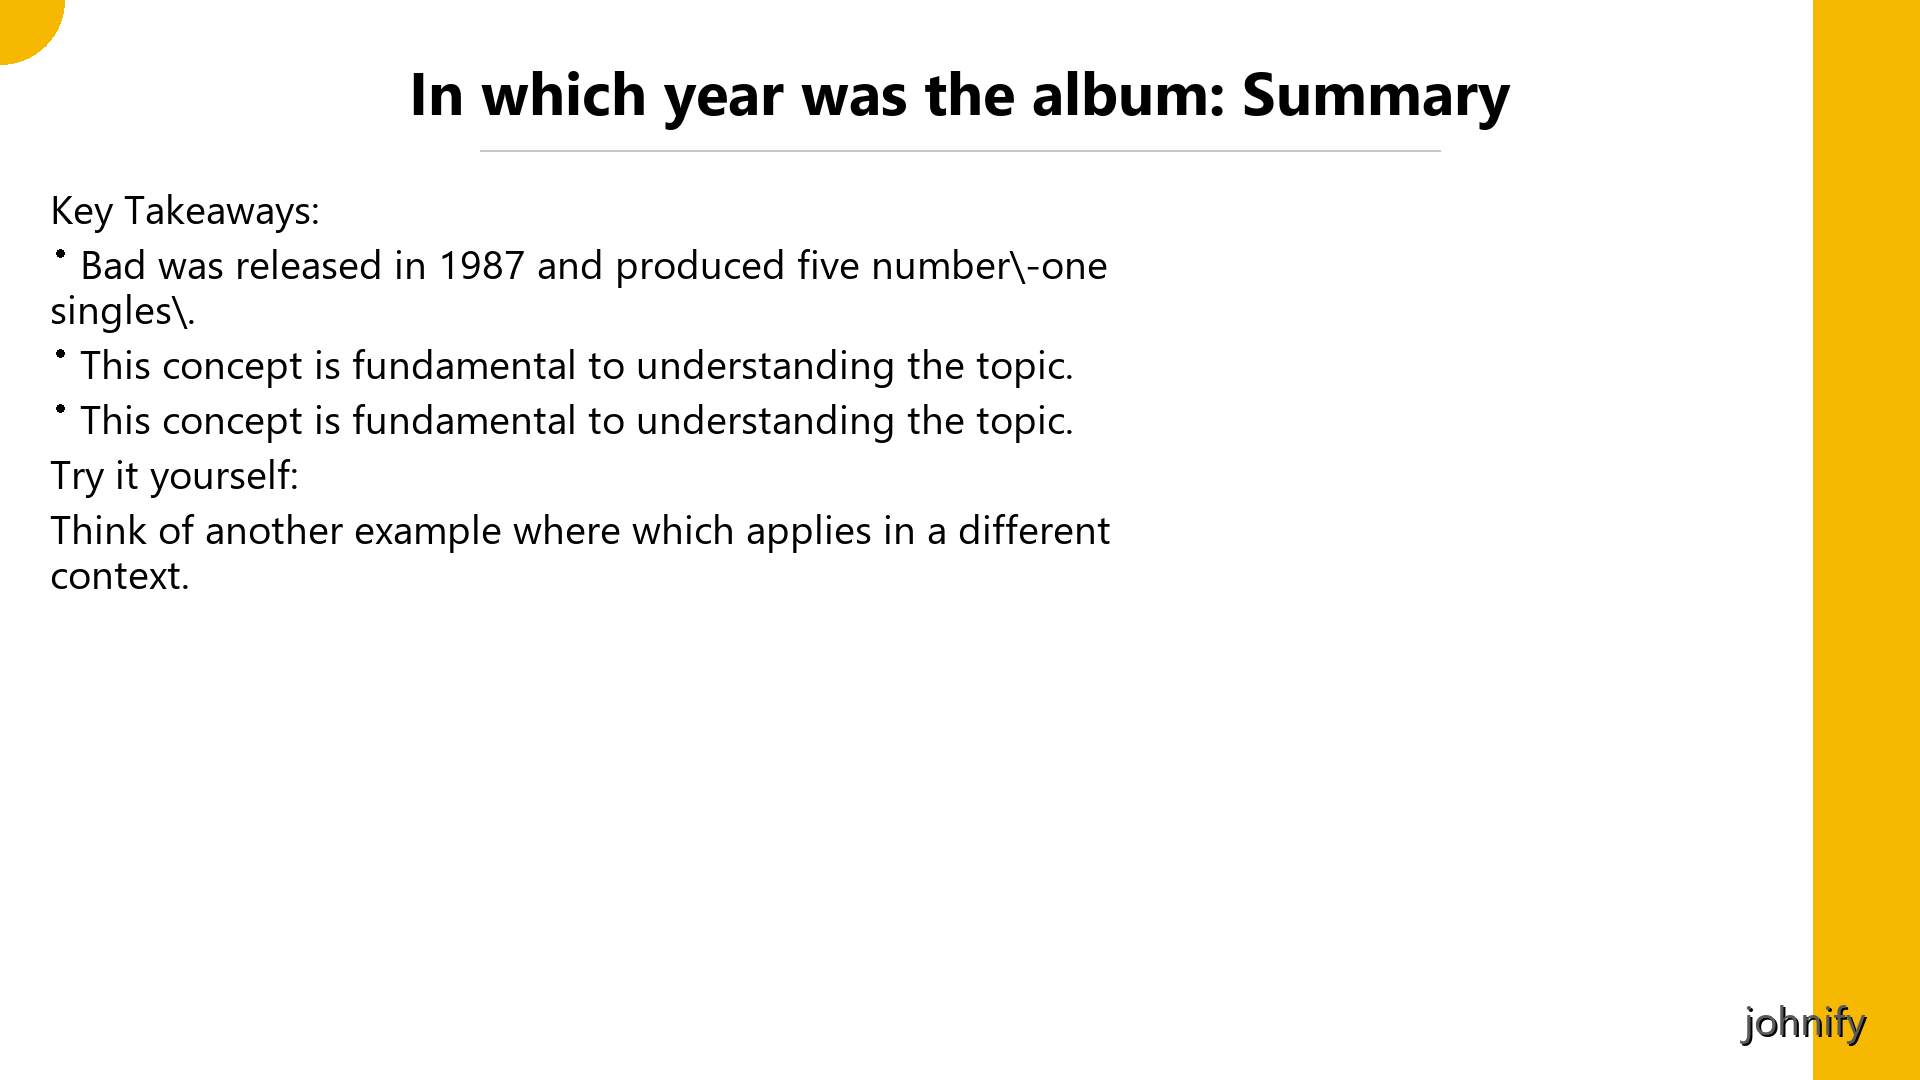 In which year was the album: Summary
Key Takeaways:
• Bad was released in 1987 and produced five number\-one
singles\.
• This concept is fundamental to understanding the topic.
• This concept is fundamental to understanding the topic.
Try it yourself:
Think of another example where which applies in a different
context.
johnify